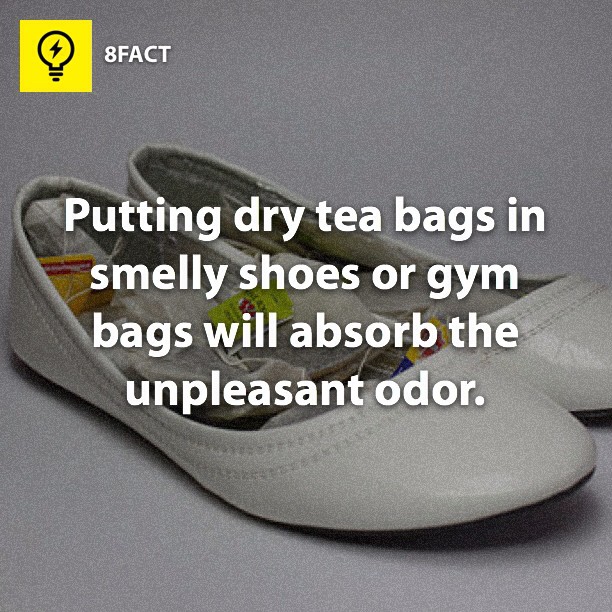 8FACT
Putting dry tea bags in
smelly shoes or gym
bags will absorb the
unpleasant odor.